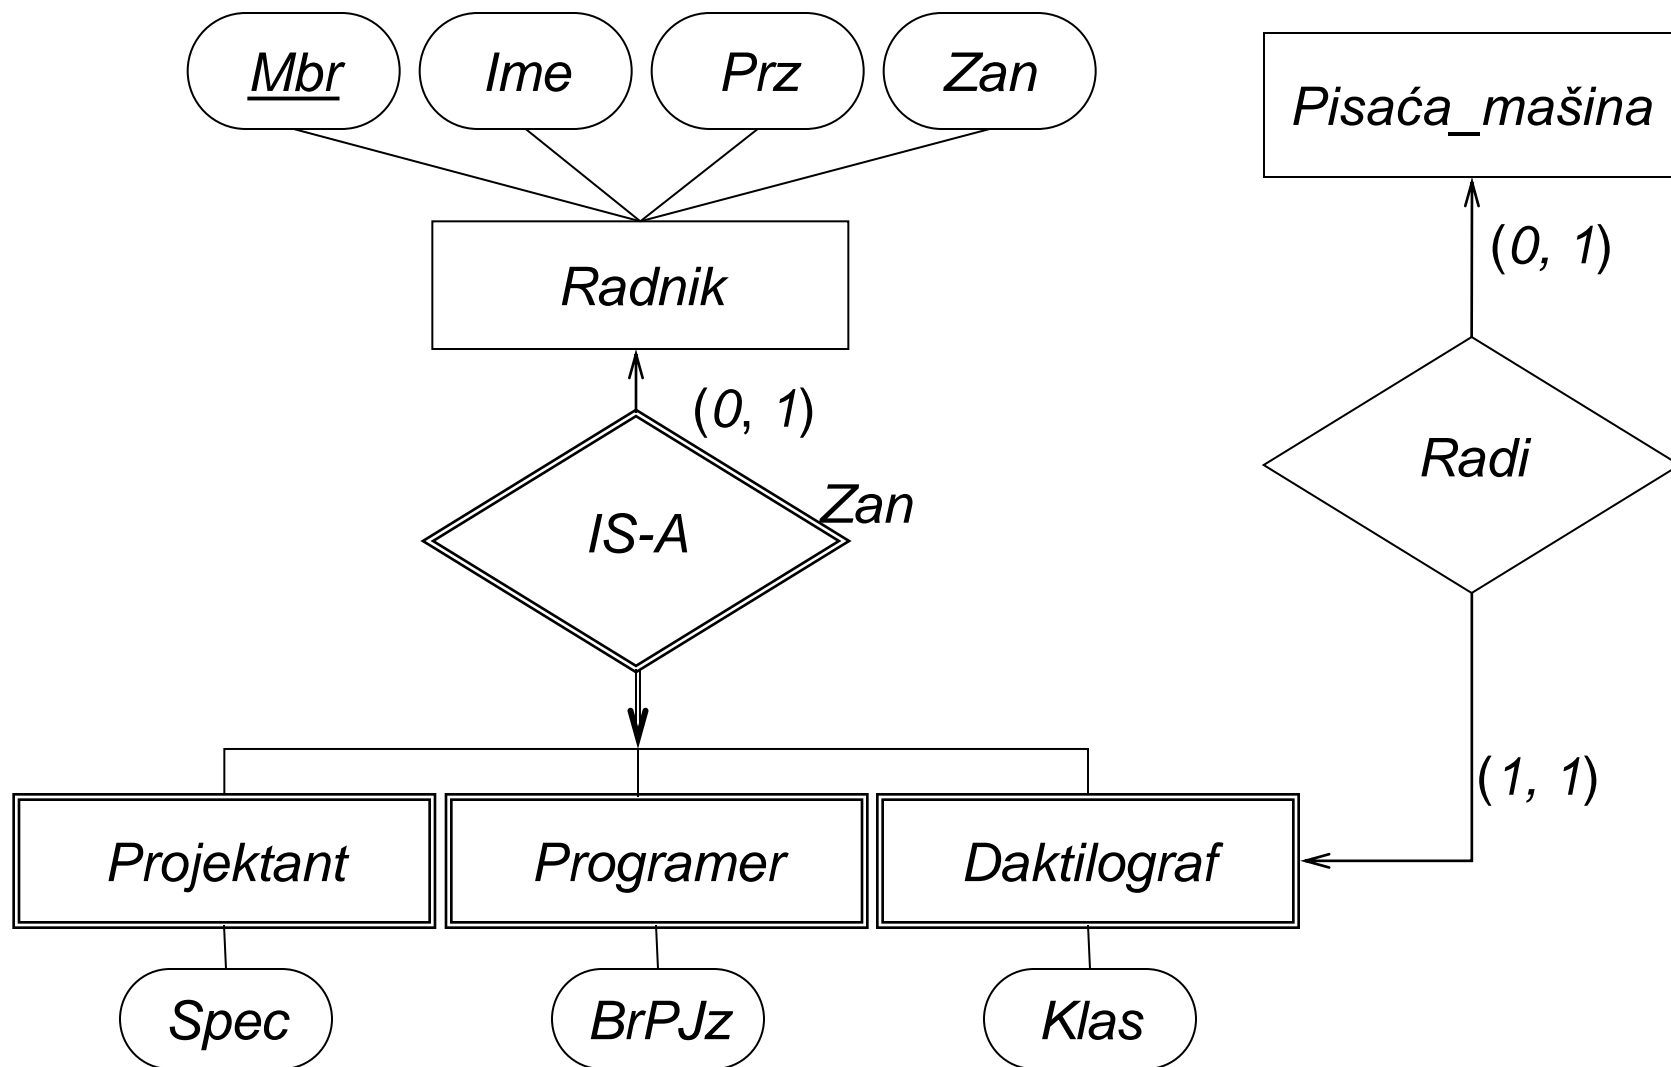 Mbr Ime Prz Zan
Pisaća_mašina
(0, 1)
Radnik
(0, 1)
Radi
Zan
IS-A
(1, 1)
Projektant Programer Daktilograf
Spec BrPJz Klas